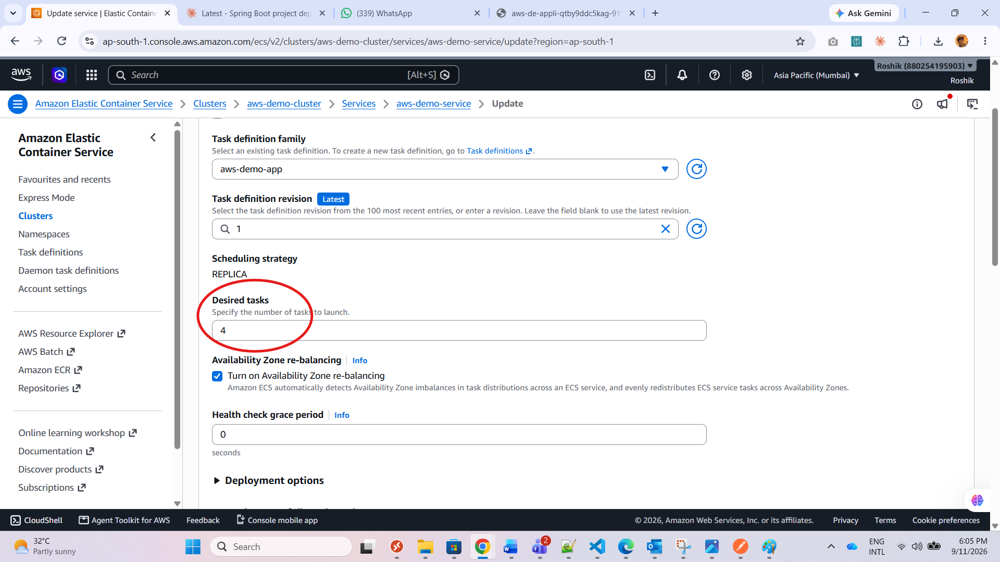 Update service | Elastic Containe
Latest - Spring Boot project dep
(339) WhatsApp
aws-de-appli-qtby9ddc5kag-91
Ask Gemini
ap-south-1.console.aws.amazon.com/ecs/v2/clusters/aws-demo-cluster/services/aws-demo-service/update?region=ap-south-1
aws
Search
[Alt+S]
Asia Pacific (Mumbai)
Roshik (880254195903)
Roshik
Amazon Elastic Container Service
Clusters
aws-demo-cluster
Services
aws-demo-service
Update
Amazon Elastic
Container Service
Favourites and recents
Express Mode
Clusters
Namespaces
Task definitions
Daemon task definitions
Account settings
AWS Resource Explorer
AWS Batch
Amazon ECR
Repositories
Online learning workshop
Documentation
Discover products
Subscriptions
Task definition family
Select an existing task definition. To create a new task definition, go to Task definitions.
aws-demo-app
Task definition revision Latest
Select the task definition revision from the 100 most recent entries, or enter a revision. Leave the field blank to use the latest revision.
1
Scheduling strategy
REPLICA
Desired tasks
Specify the number of tasks to launch.
4
Availability Zone re-balancing Info
Turn on Availability Zone re-balancing
Amazon ECS automatically detects Availability Zone imbalances in task distributions across an ECS service, and evenly redistributes ECS service tasks across Availability Zones.
Health check grace period Info
0
seconds
Deployment options
CloudShell
Agent Toolkit for AWS
Feedback
Console mobile app
© 2026, Amazon Web Services, Inc. or its affiliates.
Privacy
Terms
Cookie preferences
32°C
Partly sunny
Search
2
ENG
INTL
6:05 PM
9/11/2026